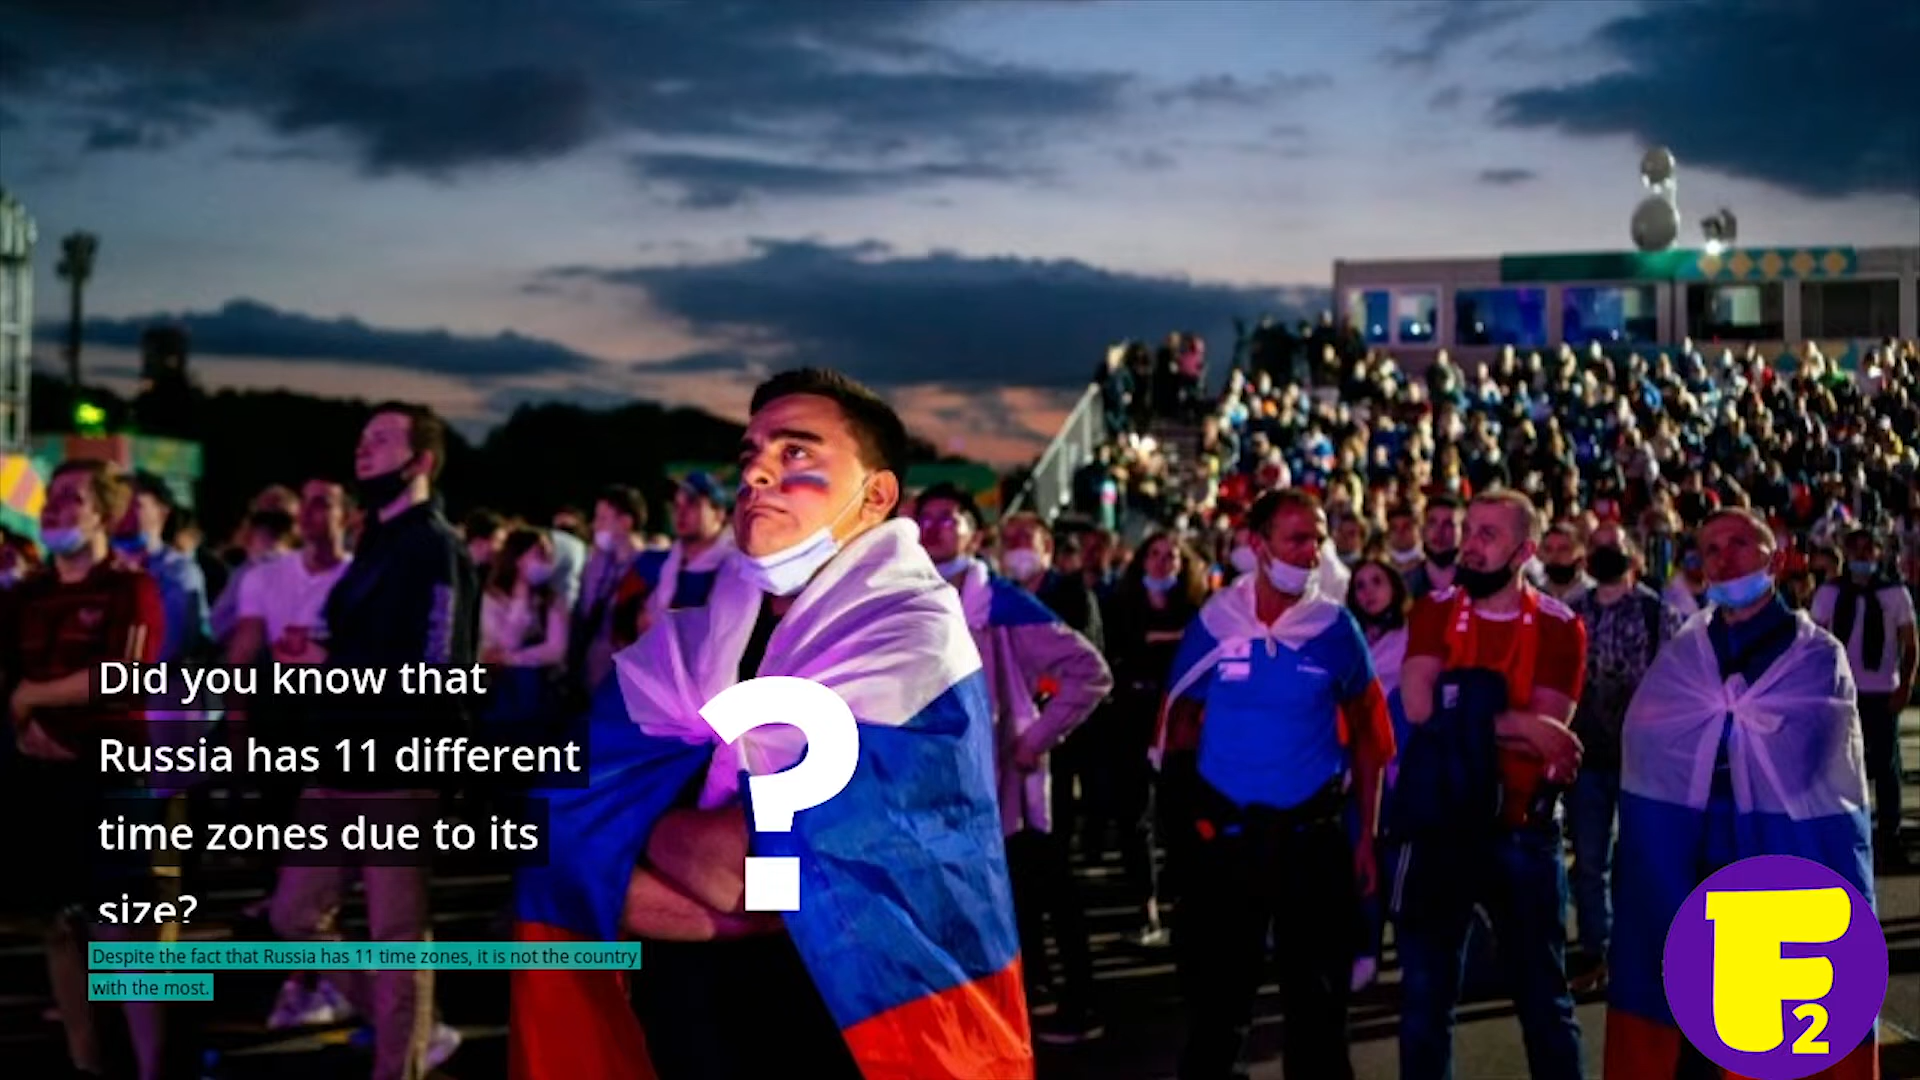 Did you know that
Russia has 11 different
time zones due to its
size?
?
Despite the fact that Russia has 11 time zones, it is not the country
with the most.
F2